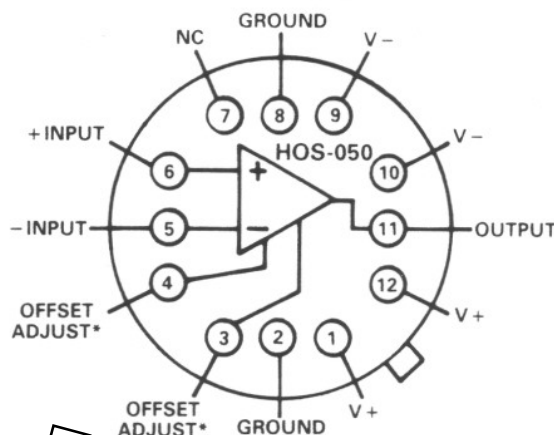 GROUND
NC
V−
7
8
9
+ INPUT
HOS-050
V−
6
+
10
− INPUT
5
−
11
OUTPUT
4
12
OFFSET
ADJUST*
3
2
1
V+
OFFSET
ADJUST*
GROUND
V+